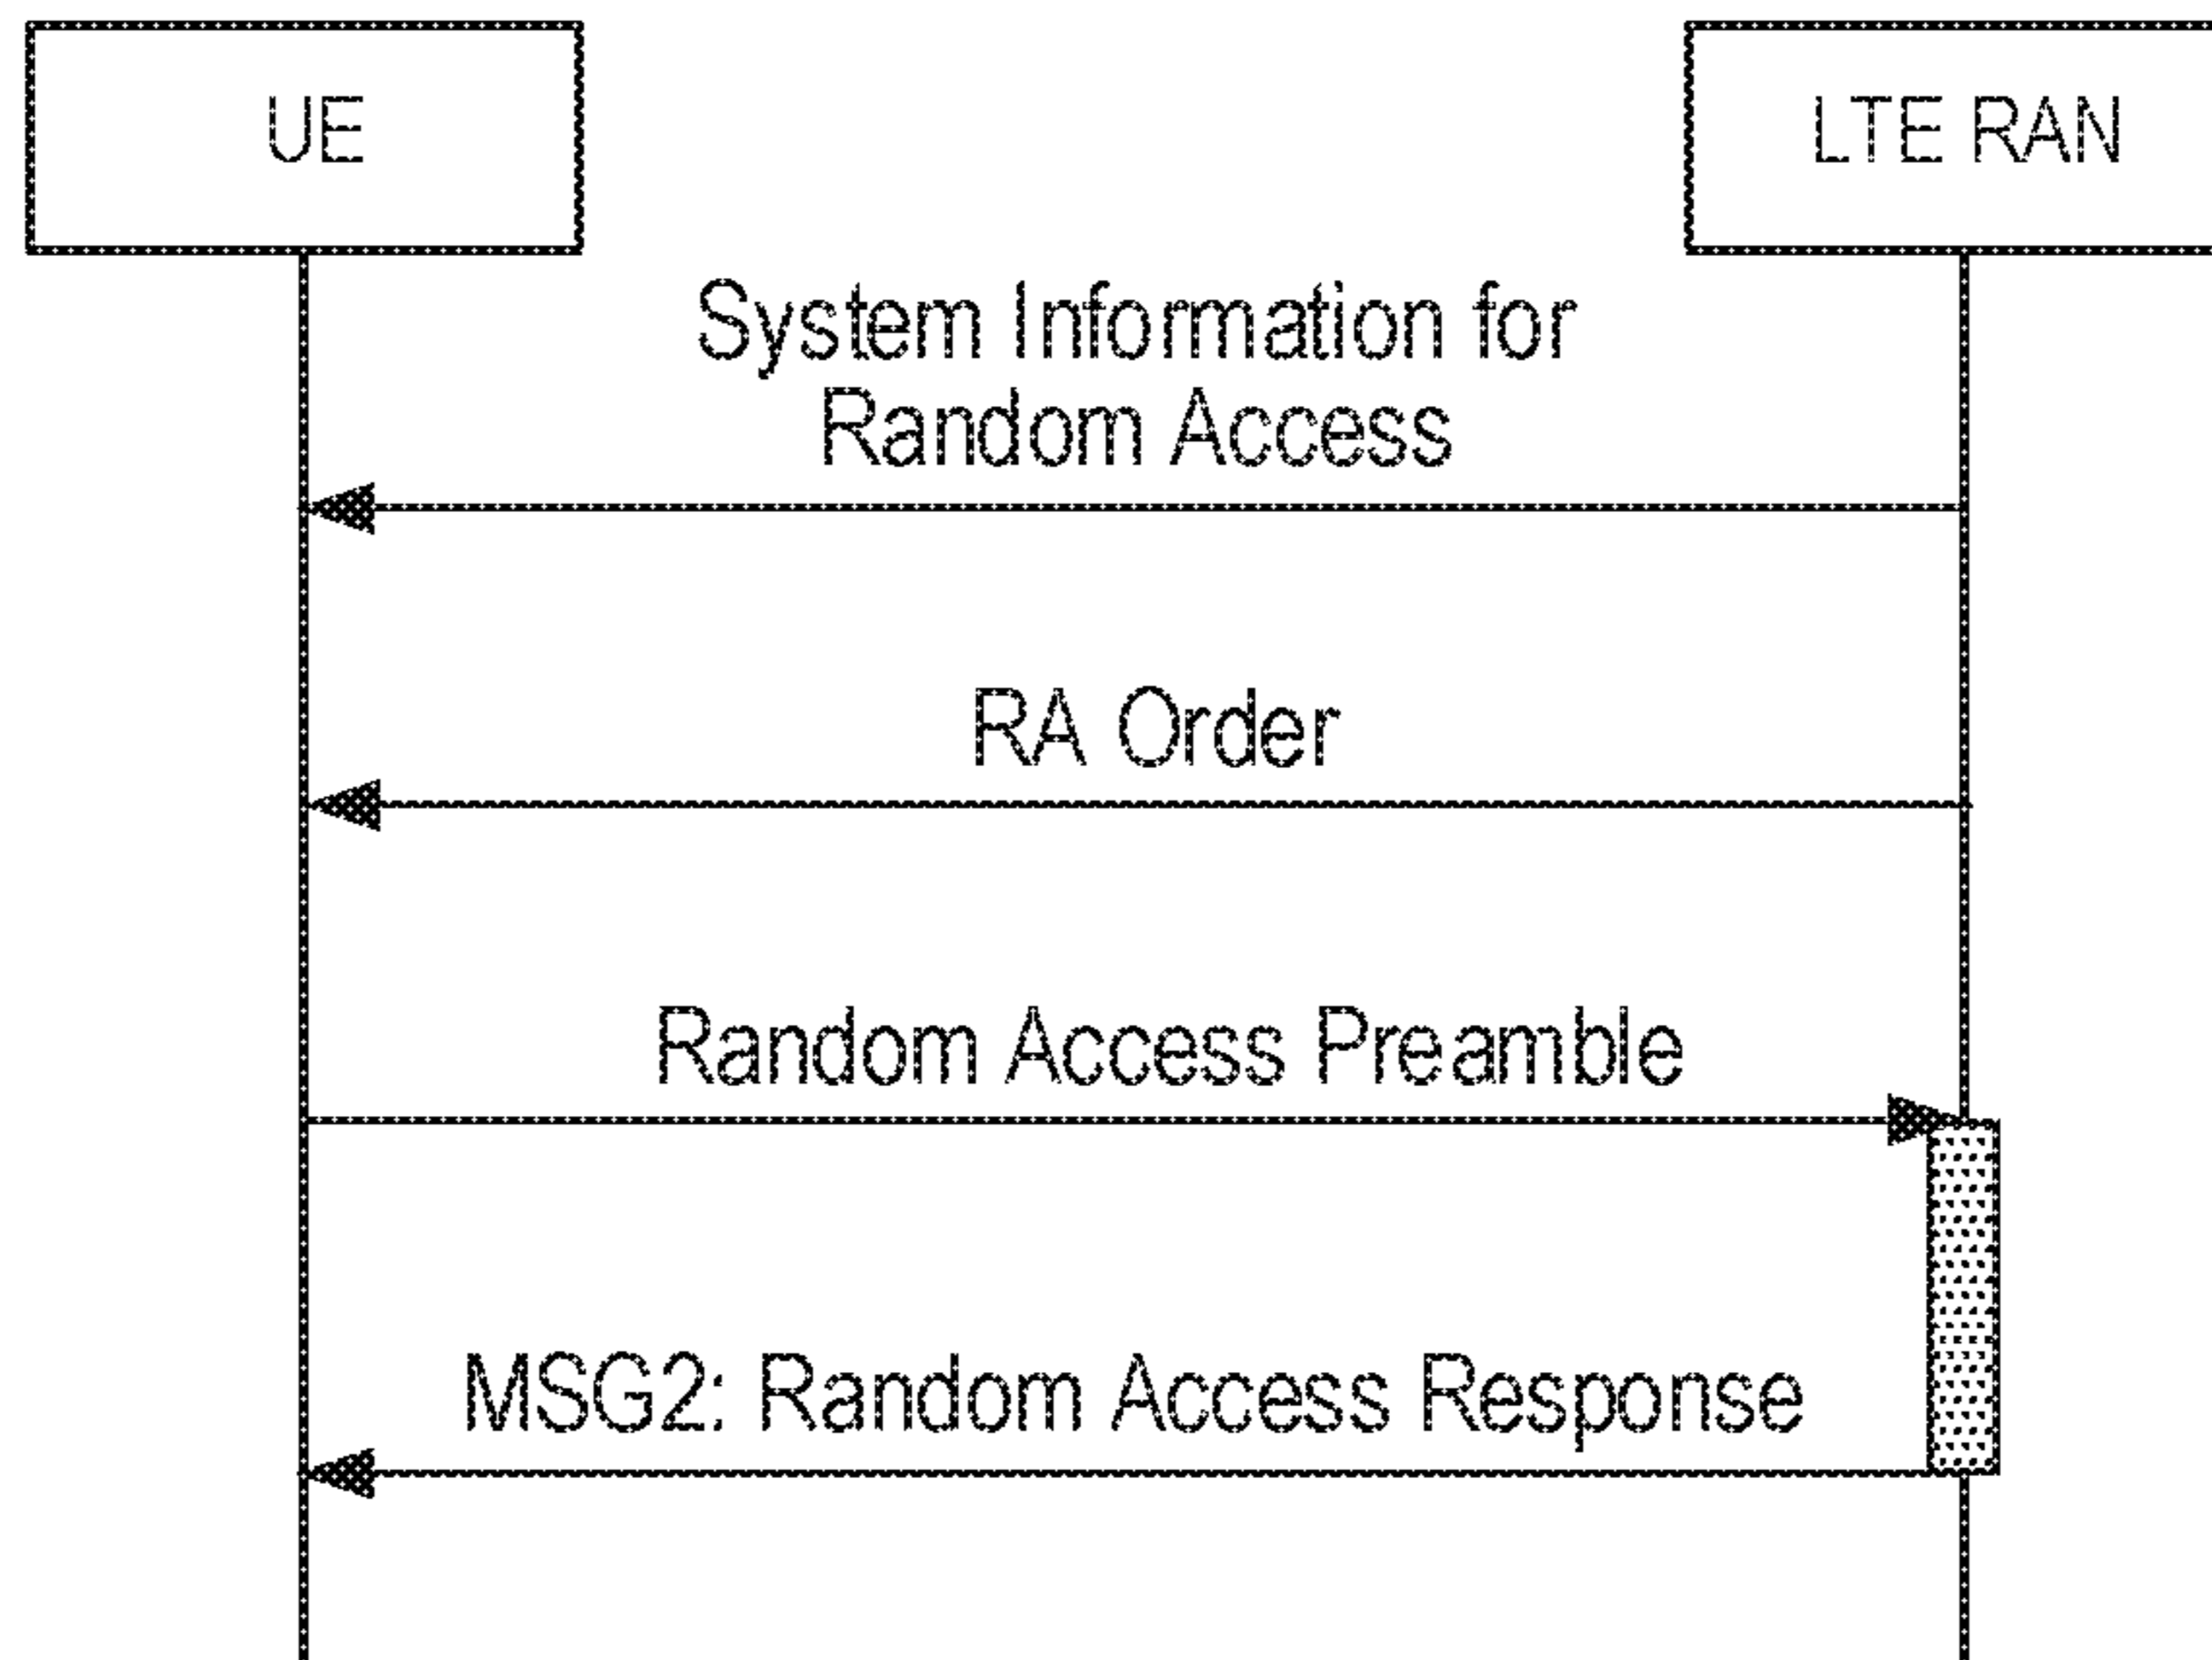 UE
LTE RAN
System Information for
Random Access
RA Order
Random Access Preamble
MSG2: Random Access Response